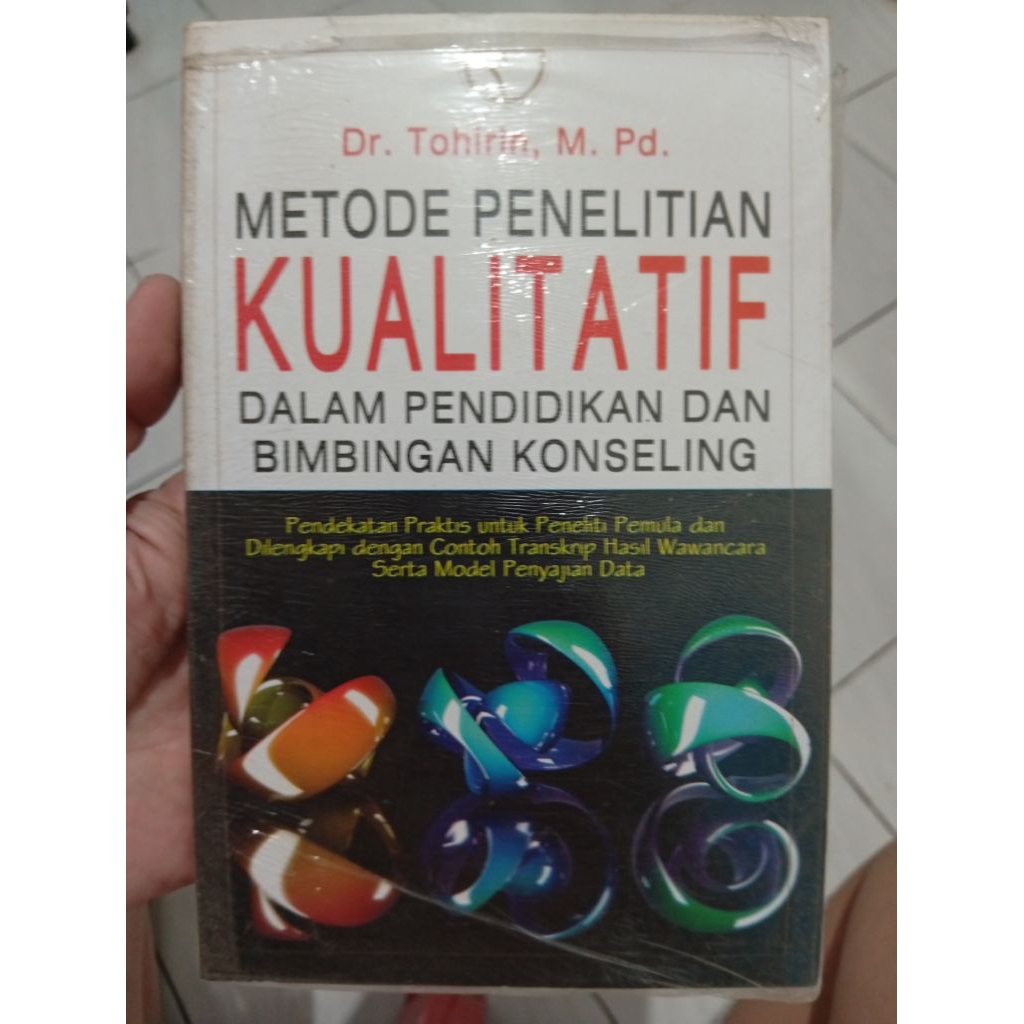 Dr. Tohirin, M. Pd.
METODE PENELITIAN
KUALITATIF
DALAM PENDIDIKAN DAN
BIMBINGAN KONSELING
Pendekatan Praktis untuk Peneliti Pemula dan
Dilengkapi dengan Contoh Transkrip Hasil Wawancara
Serta Model Penyajian Data